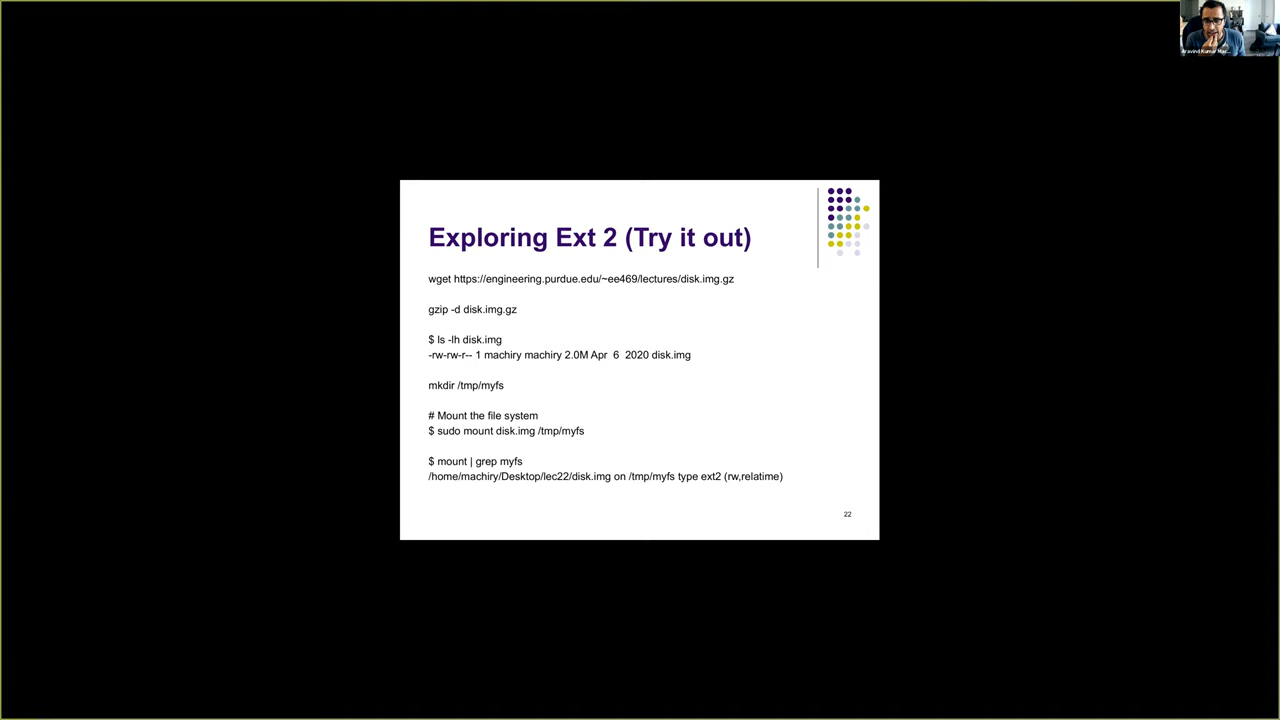 Aravind Kumar Mac...
Exploring Ext 2 (Try it out)
wget https://engineering.purdue.edu/~ee469/lectures/disk.img.gz
gzip -d disk.img.gz
$ ls -lh disk.img
-rw-rw-r-- 1 machiry machiry 2.0M Apr  6  2020 disk.img
mkdir /tmp/myfs
# Mount the file system
$ sudo mount disk.img /tmp/myfs
$ mount | grep myfs
/home/machiry/Desktop/lec22/disk.img on /tmp/myfs type ext2 (rw,relatime)
22